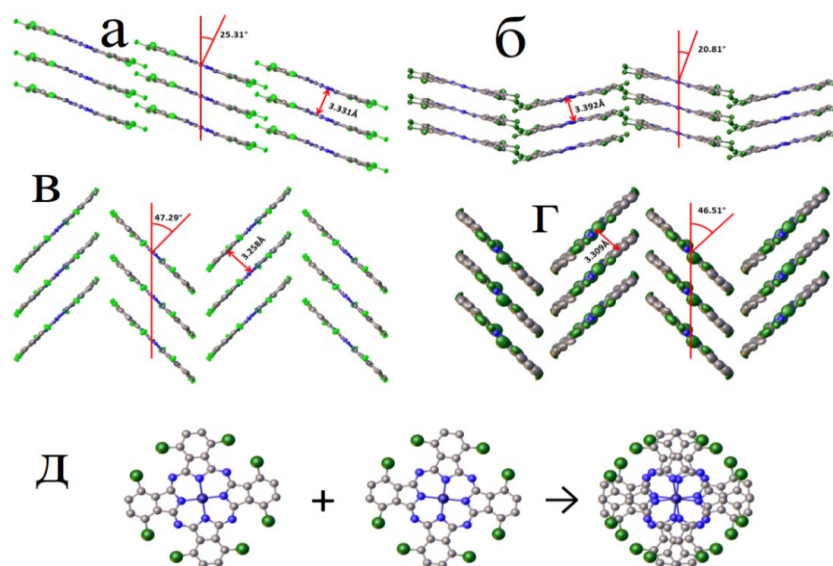 а
25.31°
3.331Å
б
20.81°
3.392Å
в
47.29°
3.258Å
г
46.51°
3.309Å
д
+
→